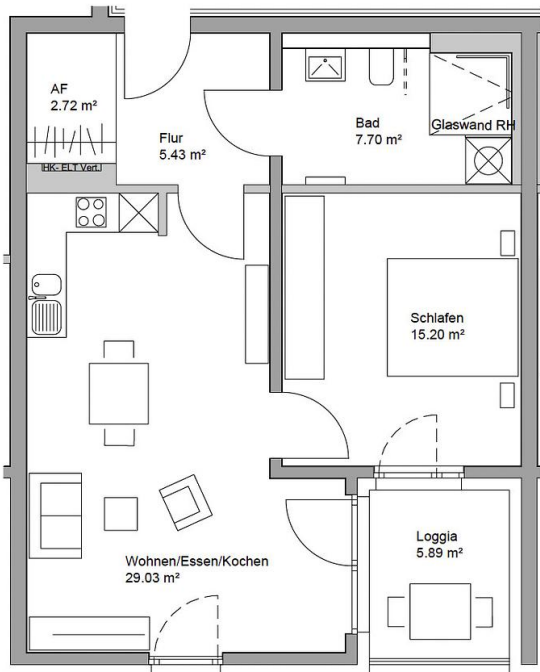 AF
2.72 m²
Flur
5.43 m²
Bad
7.70 m²
Glaswand RH
HK- ELT Vert.
Schlafen
15.20 m²
Loggia
5.89 m²
Wohnen/Essen/Kochen
29.03 m²